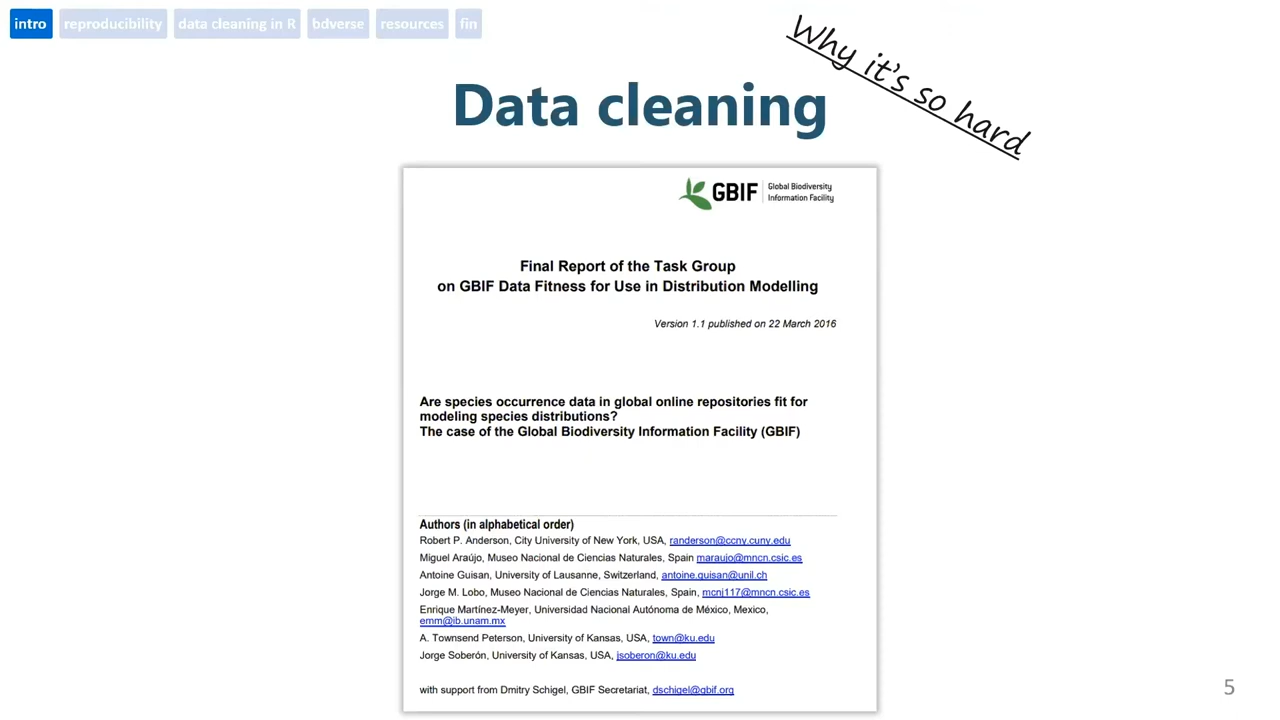 intro reproducibility data cleaning in R bdverse resources fin
Why it's so hard
Data cleaning
GBIF Global Biodiversity
Information Facility
Final Report of the Task Group
on GBIF Data Fitness for Use in Distribution Modelling
Version 1.1 published on 22 March 2016
Are species occurrence data in global online repositories fit for
modeling species distributions?
The case of the Global Biodiversity Information Facility (GBIF)
Authors (in alphabetical order)
Robert P. Anderson, City University of New York, USA, randerson@ccny.cuny.edu
Miguel Araújo, Museo Nacional de Ciencias Naturales, Spain maraujo@mncn.csic.es
Antoine Guisan, University of Lausanne, Switzerland, antoine.guisan@unil.ch
Jorge M. Lobo, Museo Nacional de Ciencias Naturales, Spain, mcnj117@mncn.csic.es
Enrique Martínez-Meyer, Universidad Nacional Autónoma de México, Mexico,
emm@ib.unam.mx
A. Townsend Peterson, University of Kansas, USA, town@ku.edu
Jorge Soberón, University of Kansas, USA, jsoberon@ku.edu
with support from Dmitry Schigel, GBIF Secretariat, dschigel@gbif.org
5